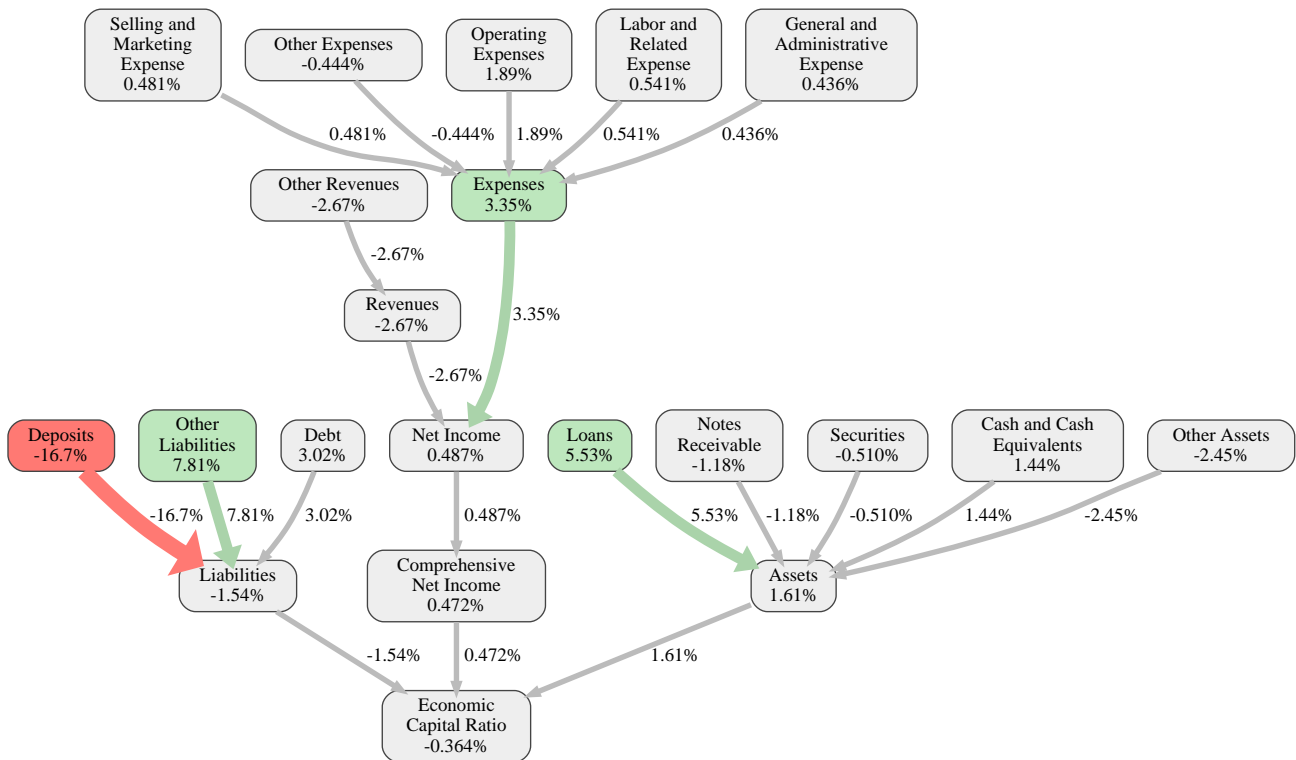 Selling and
Marketing
Expense
0.481%
Other Expenses
-0.444%
Operating
Expenses
1.89%
Labor and
Related
Expense
0.541%
General and
Administrative
Expense
0.436%
0.481%
-0.444%
1.89%
0.541%
0.436%
Other Revenues
-2.67%
Expenses
3.35%
-2.67%
Revenues
-2.67%
3.35%
-2.67%
Deposits
-16.7%
Other
Liabilities
7.81%
Debt
3.02%
Net Income
0.487%
Loans
5.53%
Notes
Receivable
-1.18%
Securities
-0.510%
Cash and Cash
Equivalents
1.44%
Other Assets
-2.45%
-16.7%
7.81%
3.02%
0.487%
5.53%
-1.18%
-0.510%
1.44%
-2.45%
Liabilities
-1.54%
Comprehensive
Net Income
0.472%
Assets
1.61%
-1.54%
0.472%
1.61%
Economic
Capital Ratio
-0.364%